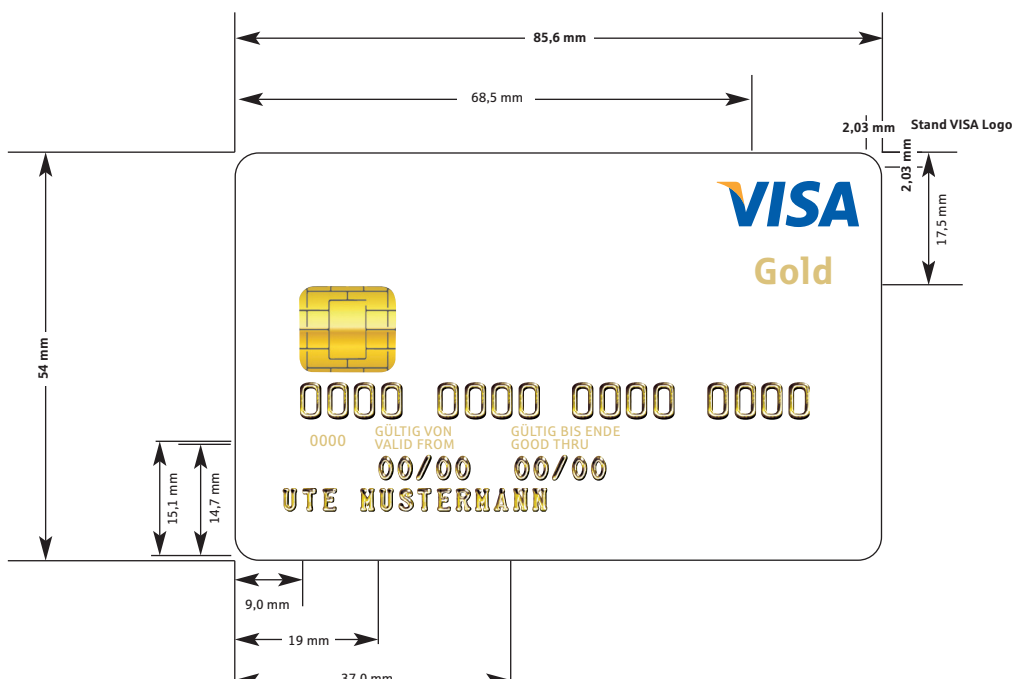 85,6 mm
68,5 mm
2,03 mm
Stand VISA Logo
2,03 mm
17,5 mm
VISA
Gold
54 mm
0000 0000 0000 0000
0000
GÜLTIG VON
VALID FROM
GÜLTIG BIS ENDE
GOOD THRU
00/00 00/00
UTE MUSTERMANN
15,1 mm
14,7 mm
9,0 mm
19 mm
37,0 mm